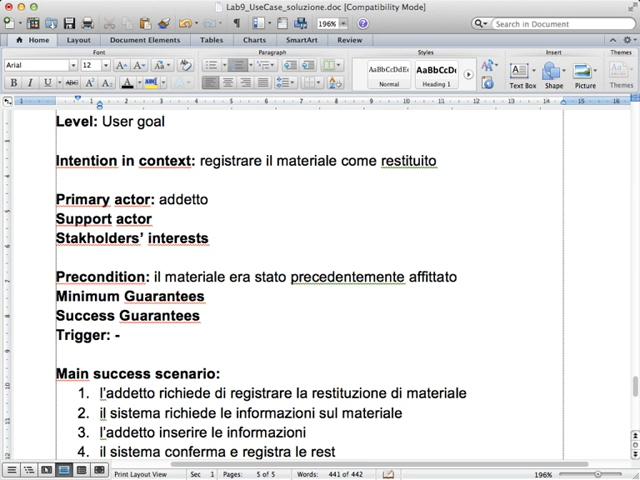 Lab9_UseCase_soluzione.doc [Compatibility Mode]
196%
Search in Document
Home Layout Document Elements Tables Charts SmartArt Review
Font Paragraph Styles Insert Themes
Arial 12
AaBbCcDdEe AaBbCcDc
Normal Heading 1 Text Box Shape Picture Themes
Level: User goal
Intention in context: registrare il materiale come restituito
Primary actor: addetto
Support actor
Stakholders' interests
Precondition: il materiale era stato precedentemente affittato
Minimum Guarantees
Success Guarantees
Trigger: -
Main success scenario:
1. l'addetto richiede di registrare la restituzione di materiale
2. il sistema richiede le informazioni sul materiale
3. l'addetto inserire le informazioni
4. il sistema conferma e registra le rest
Print Layout View Sec 1 Pages: 5 of 5 Words: 441 of 442 196%